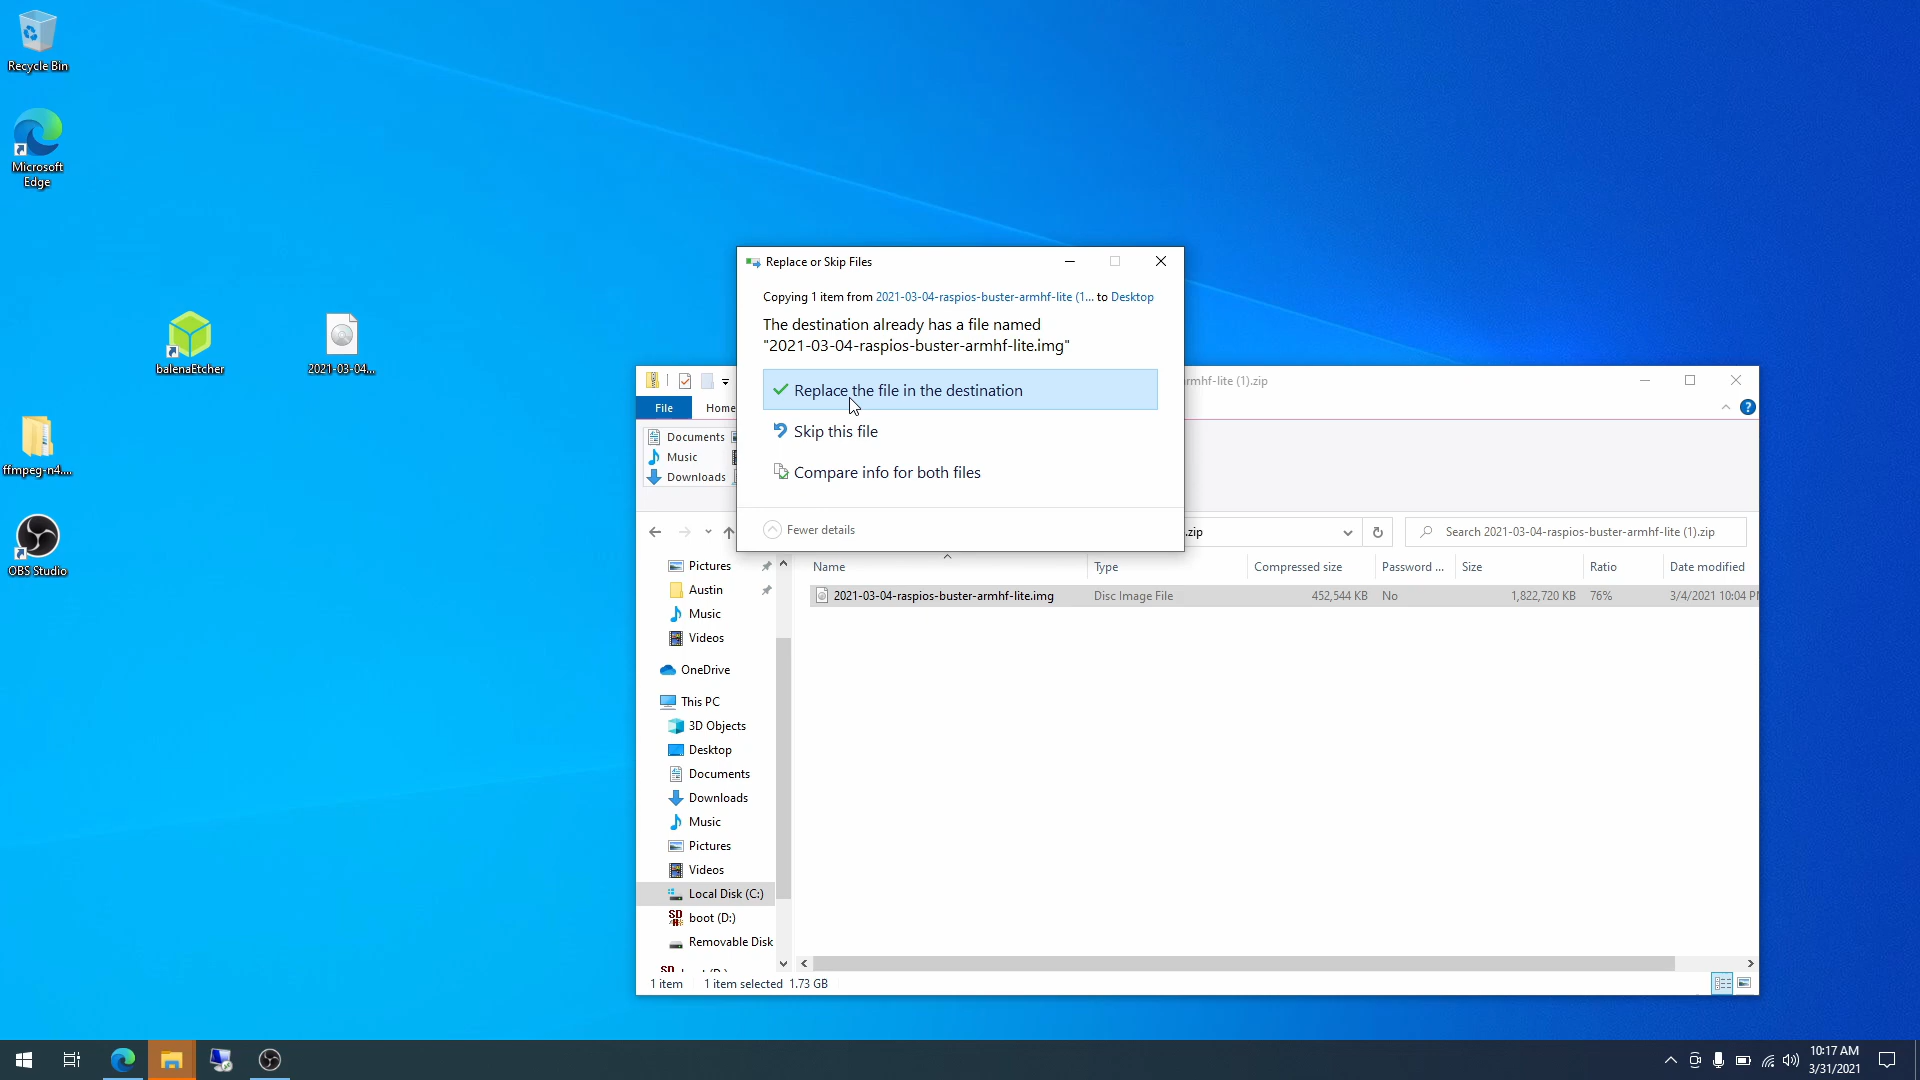 Recycle Bin
Microsoft
Edge
balenaEtcher
2021-03-04...
ffmpeg-n4....
OBS Studio
Replace or Skip Files
Copying 1 item from 2021-03-04-raspios-buster-armhf-lite (1... to Desktop
The destination already has a file named
"2021-03-04-raspios-buster-armhf-lite.img"
Replace the file in the destination
Skip this file
Compare info for both files
Fewer details
rmhf-lite (1).zip
File
Home
Documents
Music
Downloads
.zip
Search 2021-03-04-raspios-buster-armhf-lite (1).zip
Name
Type
Compressed size
Password ...
Size
Ratio
Date modified
2021-03-04-raspios-buster-armhf-lite.img
Disc Image File
452,544 KB
No
1,822,720 KB
76%
3/4/2021 10:04 P
Pictures
Austin
Music
Videos
OneDrive
This PC
3D Objects
Desktop
Documents
Downloads
Music
Pictures
Videos
Local Disk (C:)
boot (D:)
Removable Disk
1 item
1 item selected 1.73 GB
10:17 AM
3/31/2021